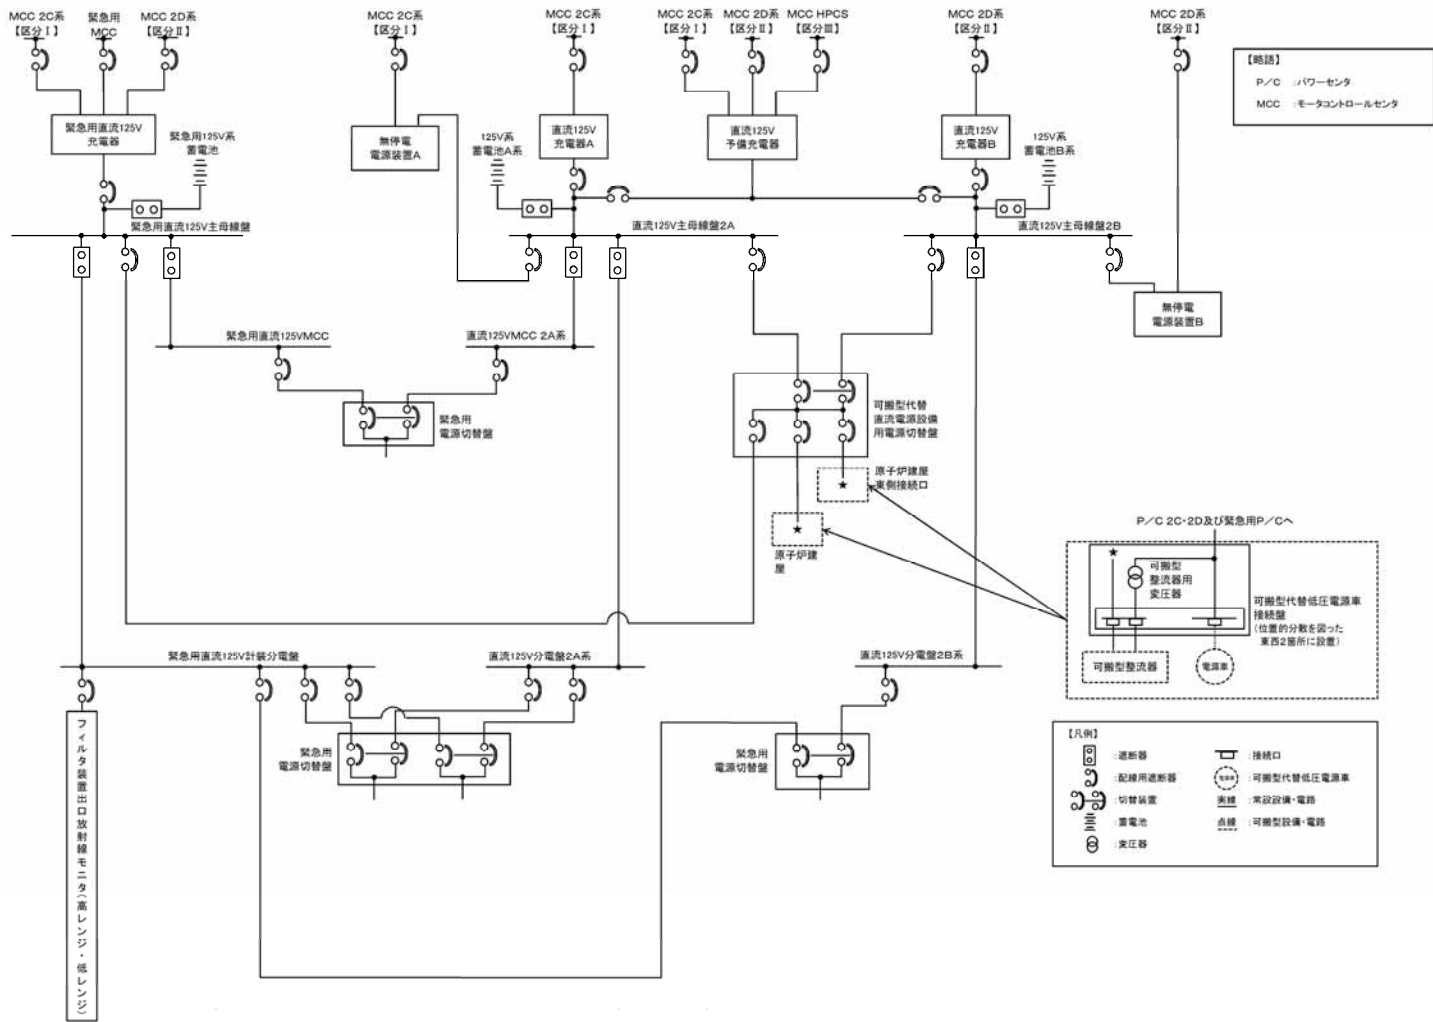 MCC 2C系
【区分Ⅰ】
緊急用
MCC
MCC 2D系
【区分Ⅱ】
MCC 2C系
【区分Ⅰ】
MCC 2C系
【区分Ⅰ】
MCC 2C系
【区分Ⅰ】
MCC 2D系
【区分Ⅱ】
MCC HPCS
【区分Ⅲ】
MCC 2D系
【区分Ⅱ】
MCC 2D系
【区分Ⅱ】
【略語】
P/C :パワーセンタ
MCC :モータコントロールセンタ
緊急用直流125V
充電器
緊急用125V系
蓄電池
無停電
電源装置A
125V系
蓄電池A系
直流125V
充電器A
直流125V
予備充電器
直流125V
充電器B
125V系
蓄電池B系
緊急用直流125V主母線盤
直流125V主母線盤2A
直流125V主母線盤2B
無停電
電源装置B
緊急用直流125VMCC
直流125VMCC 2A系
緊急用
電源切替盤
可搬型代替
直流電源設備
用電源切替盤
原子炉建屋
東側接続口
★
★
原子炉建
屋
P/C 2C・2D及び緊急用P/Cへ
★
可搬型
整流器用
変圧器
可搬型代替低圧電源車
接続盤
(位置的分散を図った
東西2箇所に設置)
可搬型整流器
電源車
緊急用直流125V計装分電盤
直流125V分電盤2A系
直流125V分電盤2B系
緊急用
電源切替盤
緊急用
電源切替盤
フィルタ装置出口放射線モニタ(高レンジ・低レンジ)
【凡例】
:遮断器
:配線用遮断器
:切替装置
:蓄電池
:変圧器
:接続口
電源車 :可搬型代替低圧電源車
実線 :常設設備・電路
点線 :可搬型設備・電路